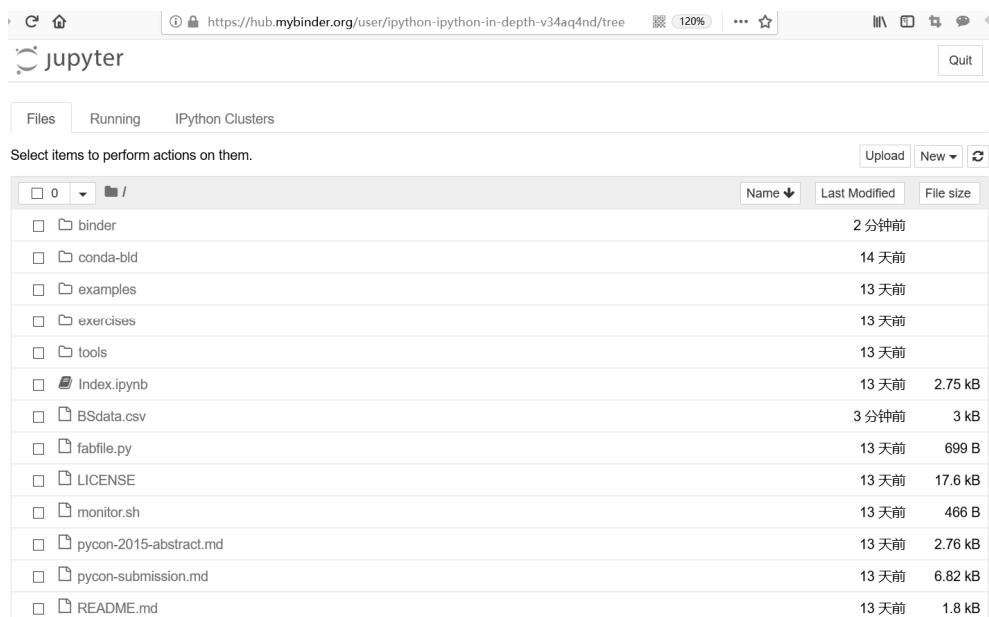 https://hub.mybinder.org/user/ipython-ipython-in-depth-v34aq4nd/tree 120%
jupyter Quit
Files Running IPython Clusters
Select items to perform actions on them. Upload New
0 / Name Last Modified File size
binder 2 分钟前
conda-bld 14 天前
examples 13 天前
exercises 13 天前
tools 13 天前
Index.ipynb 13 天前 2.75 kB
BSdata.csv 3 分钟前 3 kB
fabfile.py 13 天前 699 B
LICENSE 13 天前 17.6 kB
monitor.sh 13 天前 466 B
pycon-2015-abstract.md 13 天前 2.76 kB
pycon-submission.md 13 天前 6.82 kB
README.md 13 天前 1.8 kB